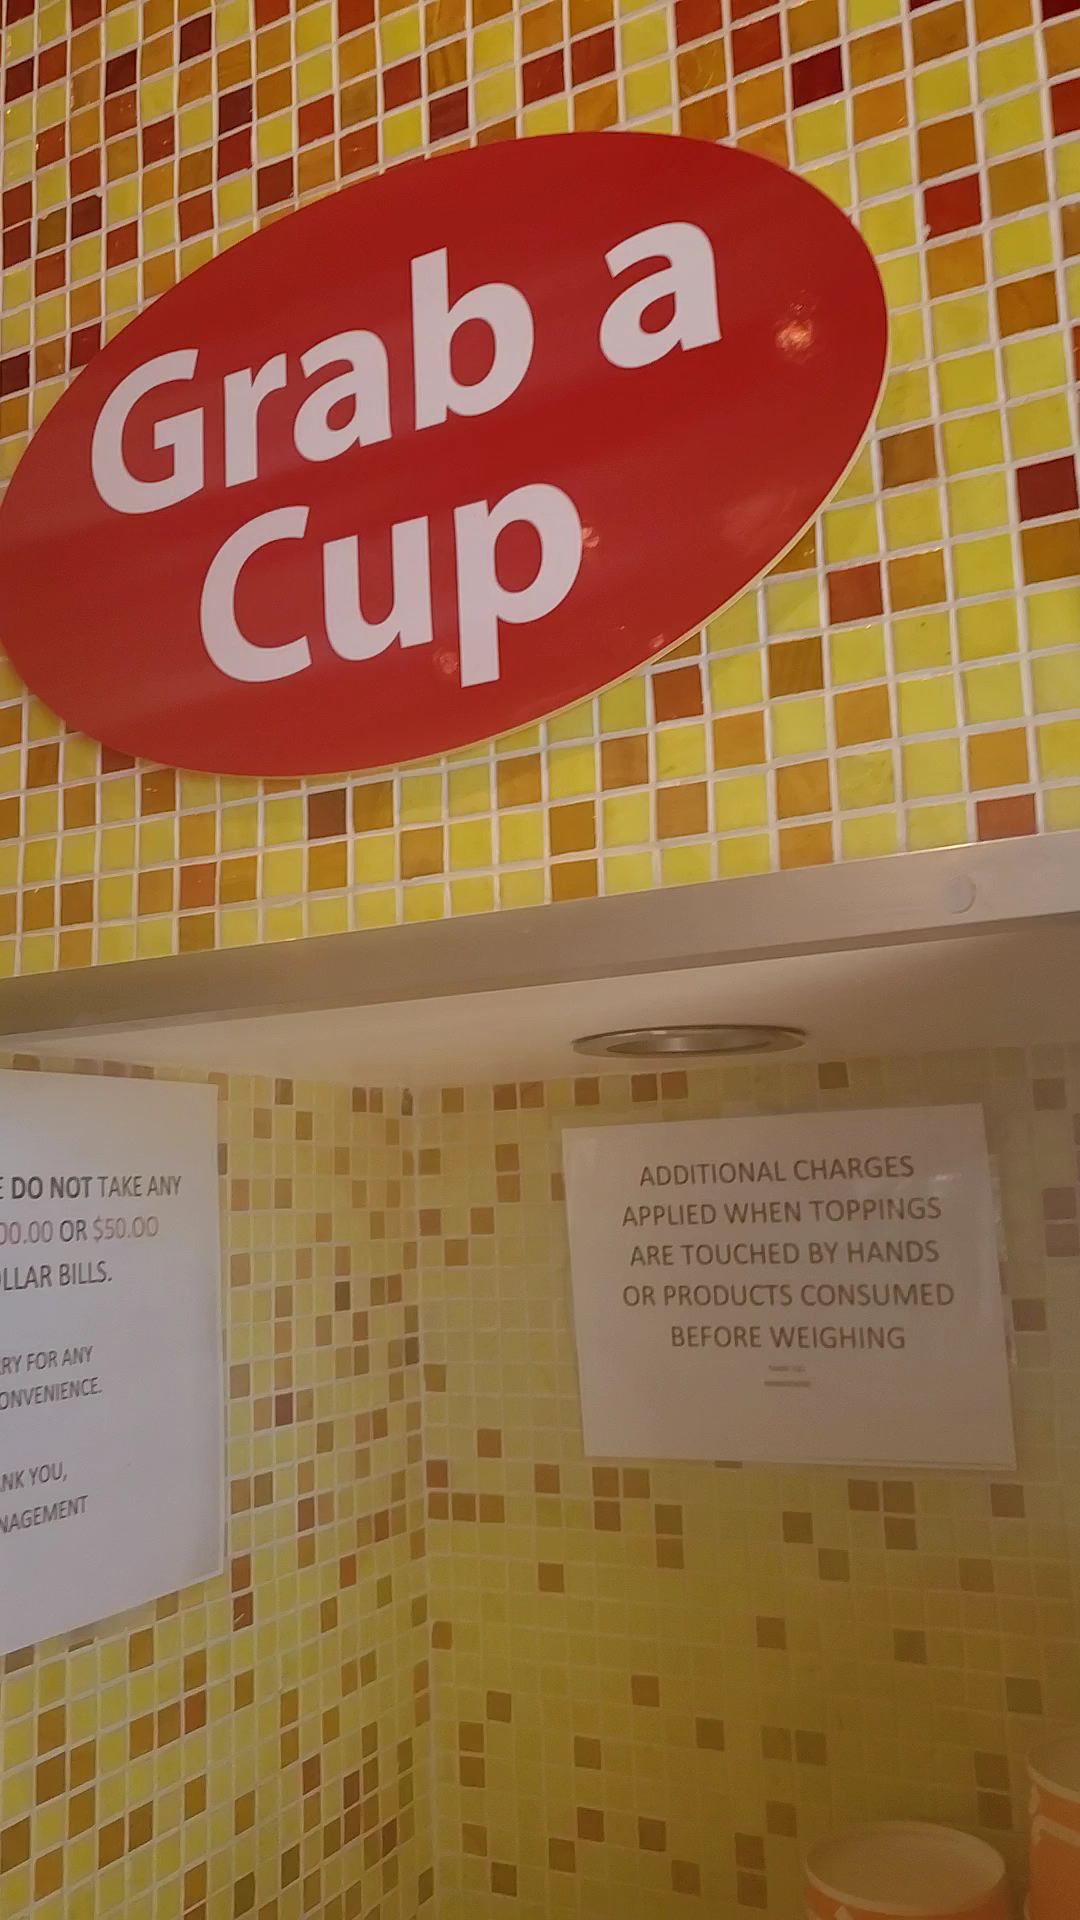 Grab a
Cup
DO NOT TAKE ANY
00.00 OR $50.00
LLAR BILLS.
RY FOR ANY
ONVENIENCE.
NK YOU,
NAGEMENT
ADDITIONAL CHARGES
APPLIED WHEN TOPPINGS
ARE TOUCHED BY HANDS
OR PRODUCTS CONSUMED
BEFORE WEIGHING